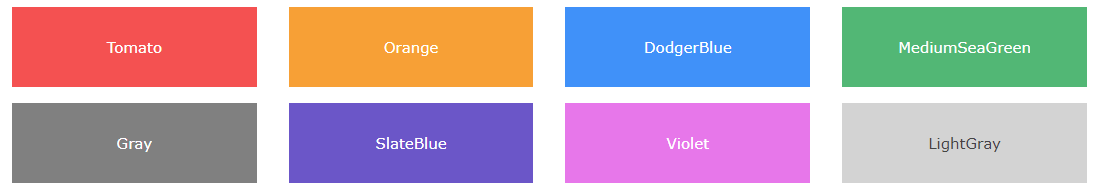 Tomato
Orange
DodgerBlue
MediumSeaGreen
Gray
SlateBlue
Violet
LightGray